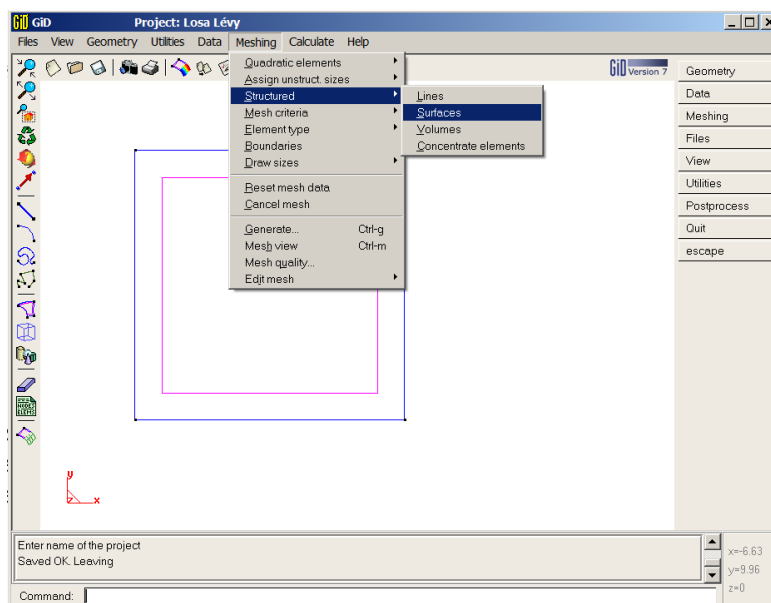 GiD GiD Project: Losa Lévy
Files View Geometry Utilities Data Meshing Calculate Help
GiD Version 7
Quadratic elements
Assign unstruct. sizes
Structured
Mesh criteria
Element type
Boundaries
Draw sizes
Reset mesh data
Cancel mesh
Generate... Ctrl-g
Mesh view Ctrl-m
Mesh quality...
Edit mesh
Lines
Surfaces
Volumes
Concentrate elements
Geometry
Data
Meshing
Files
View
Utilities
Postprocess
Quit
escape
y
z x
Enter name of the project
Saved OK. Leaving
x=-6.63
y=9.96
z=0
Command: